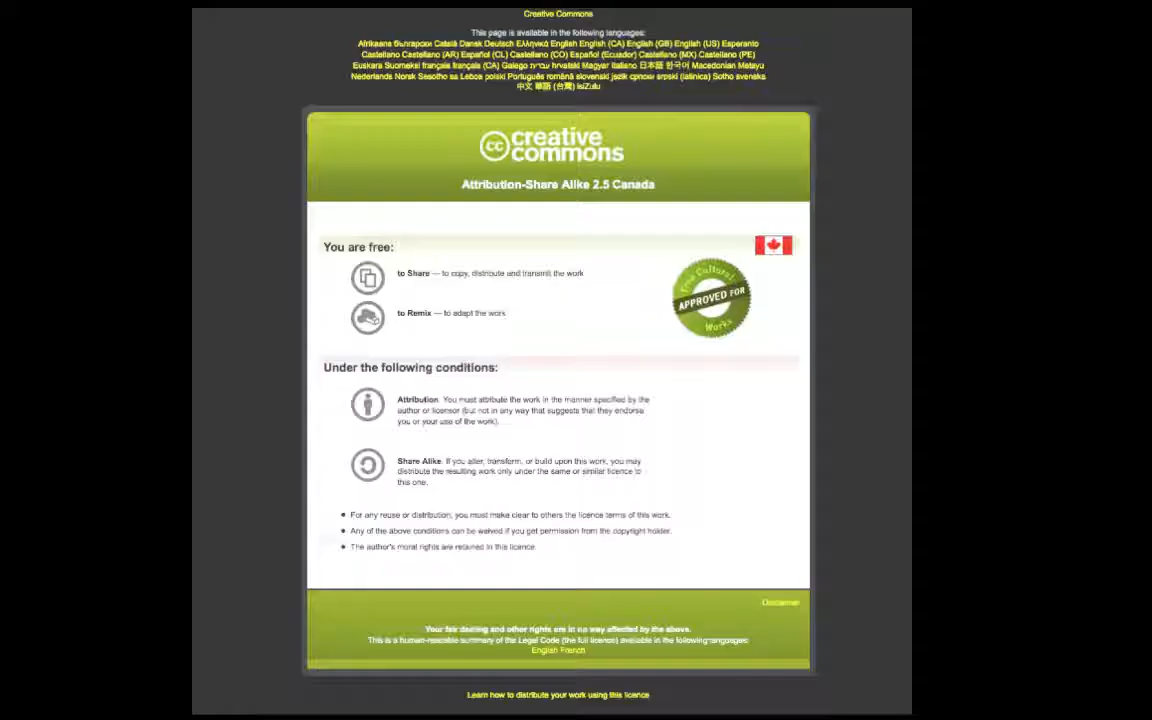 Creative Commons
This page is available in the following languages:
Afrikaans български Català Dansk Deutsch Ελληνικά English English (CA) English (GB) English (US) Esperanto
Castellano Castellano (AR) Español (CL) Castellano (CO) Español (Ecuador) Castellano (MX) Castellano (PE)
Euskara Suomeksi français français (CA) Galego עברית hrvatski Magyar Italiano 日本語 한국어 Macedonian Melayu
Nederlands Norsk Sesotho sa Leboa polski Português română slovenski jezik српски srpski (latinica) Sotho svenska
中文 華語 (台灣) isiZulu
cc creative
commons
Attribution-Share Alike 2.5 Canada
You are free:
to Share — to copy, distribute and transmit the work
to Remix — to adapt the work
Free Cultural
APPROVED FOR
Works
Under the following conditions:
Attribution. You must attribute the work in the manner specified by the
author or licensor (but not in any way that suggests that they endorse
you or your use of the work).
Share Alike. If you alter, transform, or build upon this work, you may
distribute the resulting work only under the same or similar licence to
this one.
For any reuse or distribution, you must make clear to others the licence terms of this work.
Any of the above conditions can be waived if you get permission from the copyright holder.
The author's moral rights are retained in this licence.
Disclaimer
Your fair dealing and other rights are in no way affected by the above.
This is a human-readable summary of the Legal Code (the full licence) available in the following languages:
English French
Learn how to distribute your work using this licence